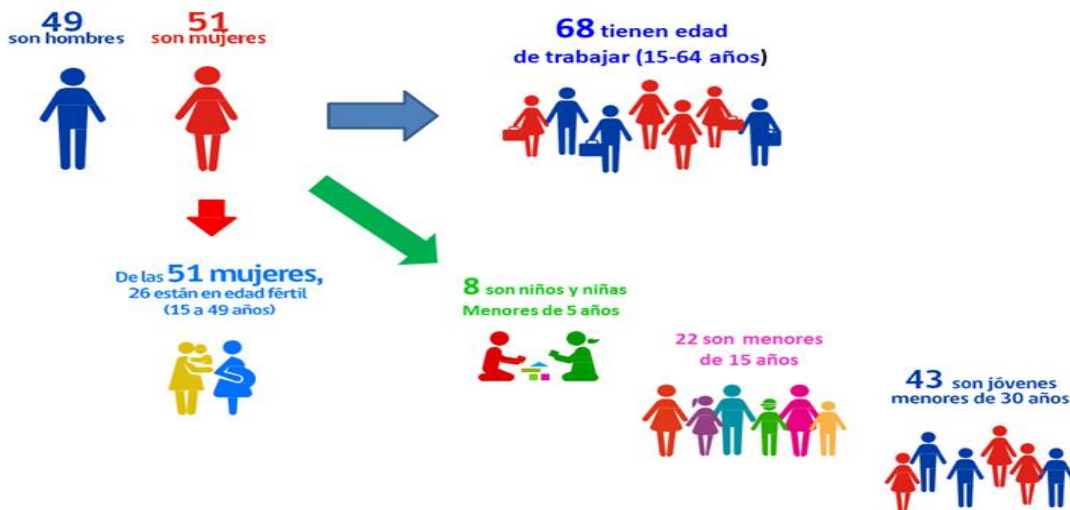 49
son hombres
51
son mujeres
68 tienen edad
de trabajar (15-64 años)
De las 51 mujeres,
26 están en edad fértil
(15 a 49 años)
8 son niños y niñas
Menores de 5 años
22 son menores
de 15 años
43 son jóvenes
menores de 30 años